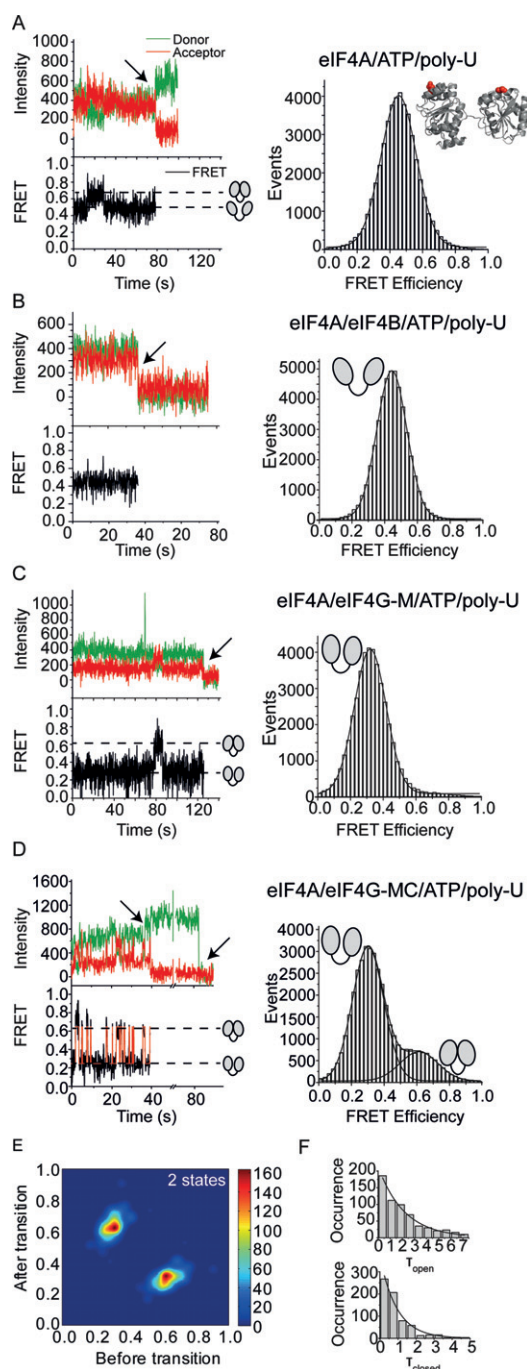 A
Donor
Acceptor
Intensity
1000
800
600
400
200
0
FRET
FRET
1.0
0.8
0.6
0.4
0.2
0.0
0 40 80 120
Time (s)
eIF4A/ATP/poly-U
Events
4000
3000
2000
1000
0
0.0 0.2 0.4 0.6 0.8 1.0
FRET Efficiency
B
Intensity
600
400
200
0
FRET
1.0
0.8
0.6
0.4
0.2
0.0
0 20 40 60 80
Time (s)
eIF4A/eIF4B/ATP/poly-U
Events
5000
4000
3000
2000
1000
0
0.0 0.2 0.4 0.6 0.8 1.0
FRET Efficiency
C
Intensity
1000
800
600
400
200
0
FRET
1.0
0.8
0.6
0.4
0.2
0.0
0 40 80 120
Time (s)
eIF4A/eIF4G-M/ATP/poly-U
Events
4000
3000
2000
1000
0
0.0 0.2 0.4 0.6 0.8 1.0
FRET Efficiency
D
Intensity
1600
1200
800
400
0
FRET
1.0
0.8
0.6
0.4
0.2
0.0
0 20 40 80
Time (s)
eIF4A/eIF4G-MC/ATP/poly-U
Events
3500
3000
2500
2000
1500
1000
500
0
0.0 0.2 0.4 0.6 0.8 1.0
FRET Efficiency
E
After transition
1.0
0.8
0.6
0.4
0.2
0.0
2 states
0.0 0.2 0.4 0.6 0.8 1.0
Before transition
160
140
120
100
80
60
40
20
0
F
Occurrence
200
150
100
50
0
0 1 2 3 4 5 6 7
τopen
Occurrence
300
200
100
0
0 1 2 3 4 5
τclosed